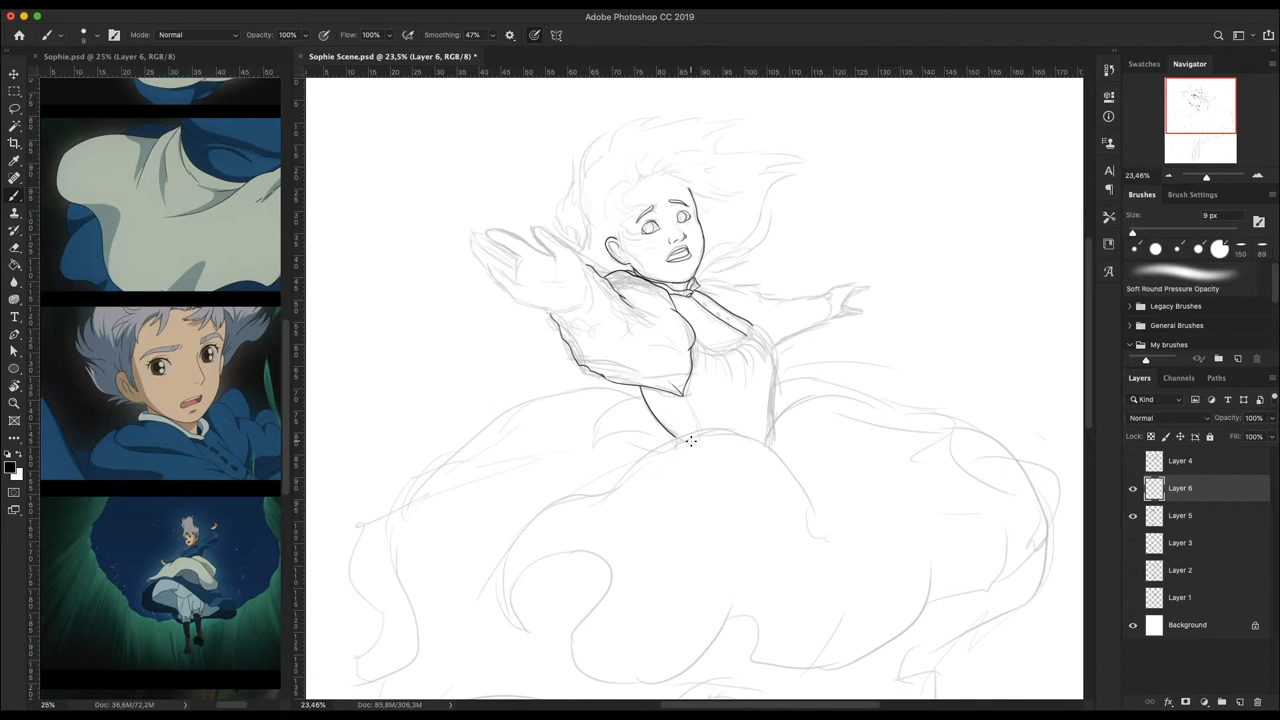 Adobe Photoshop CC 2019
Mode: Normal Opacity: 100% Flow: 100% Smoothing: 47%
Sophie.psd @ 25% (Layer 6, RGB/8)
Sophie Scene.psd @ 23,5% (Layer 6, RGB/8) *
Swatches Navigator
23,46%
Brushes Brush Settings
Size: 9 px
150 89
Soft Round Pressure Opacity
Legacy Brushes
General Brushes
My brushes
Layers Channels Paths
Kind
Normal Opacity: 100%
Lock: Fill: 100%
Layer 4
Layer 6
Layer 5
Layer 3
Layer 2
Layer 1
Background
25% Doc: 36,6M/72,2M
23,46% Doc: 85,8M/306,3M